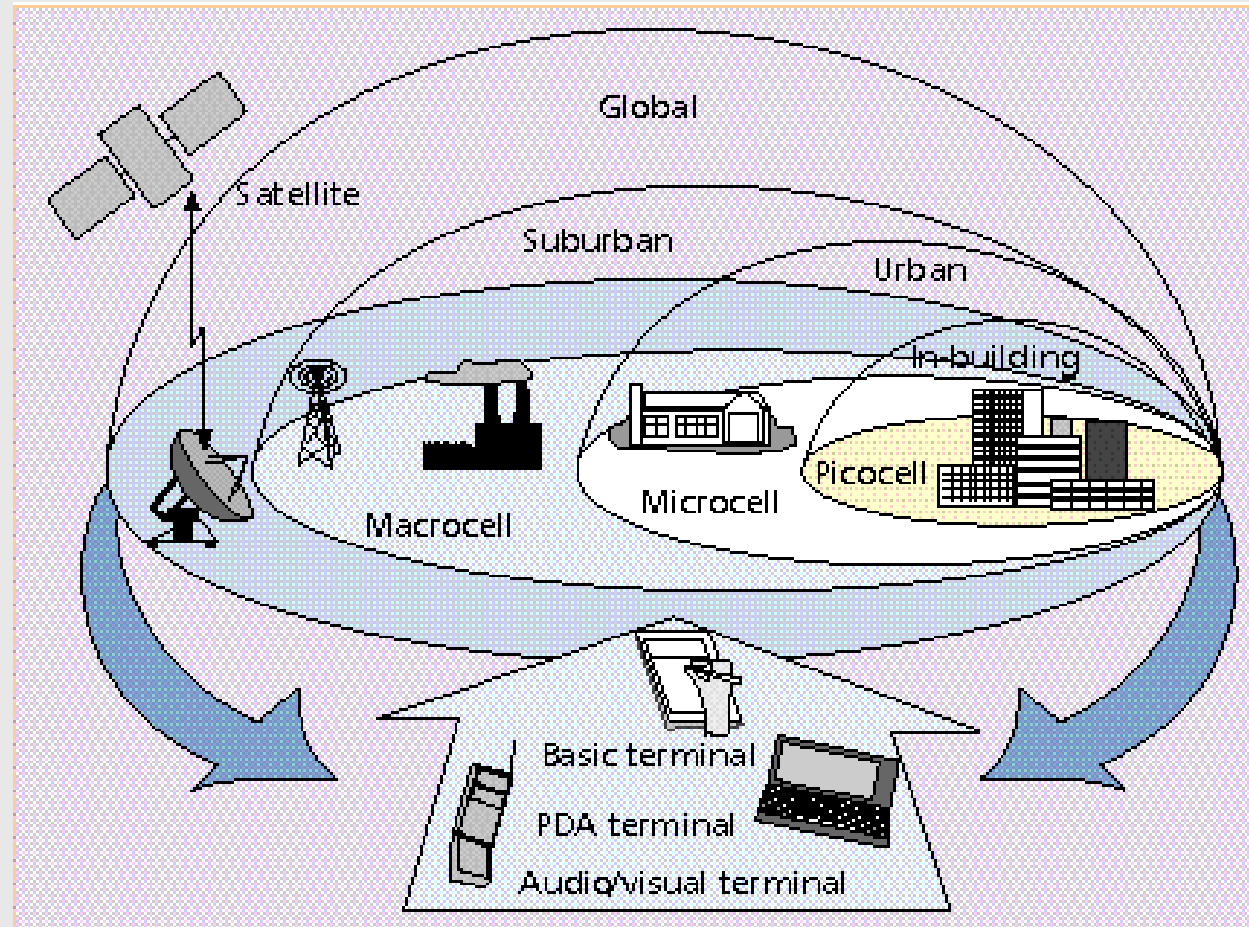 Global
Satellite
Suburban
Urban
In-building
Picocell
Microcell
Macrocell
Basic terminal
PDA terminal
Audio/visual terminal